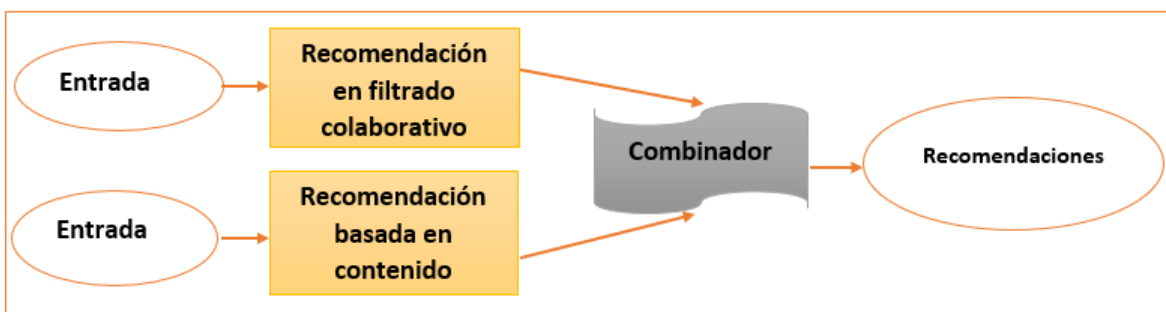 Entrada
Recomendación
en filtrado
colaborativo
Combinador
Recomendaciones
Entrada
Recomendación
basada en
contenido